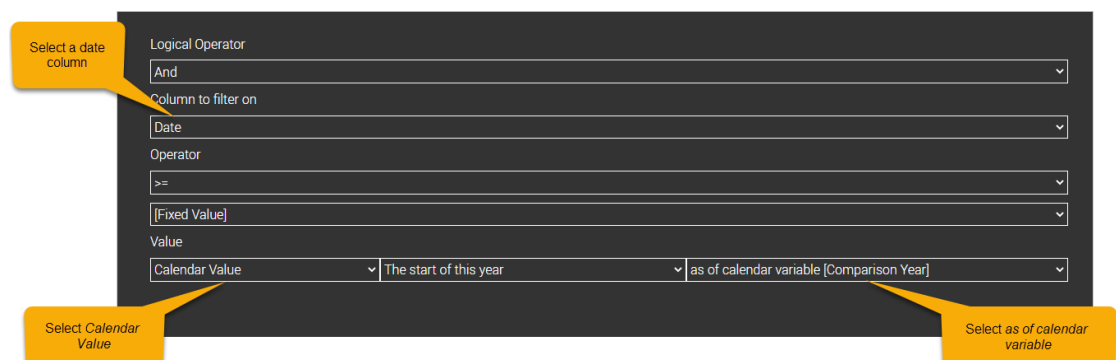 Select a date
column
Logical Operator
And
Column to filter on
Date
Operator
>=
[Fixed Value]
Value
Calendar Value
The start of this year
as of calendar variable [Comparison Year]
Select Calendar
Value
Select as of calendar
variable